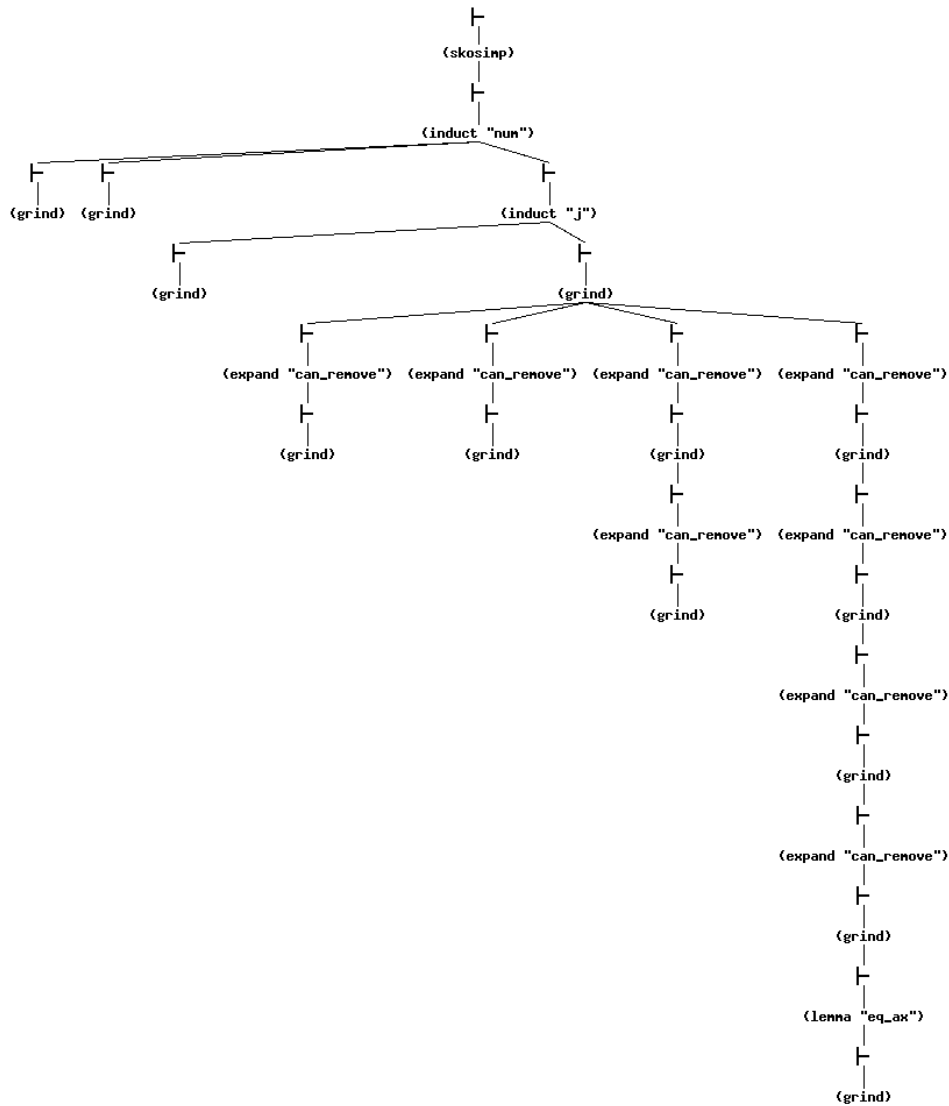 (skosimp)
(induct "num")
(grind) (grind)
(induct "j")
(grind) (grind)
(expand "can_remove") (expand "can_remove") (expand "can_remove") (expand "can_remove")
(grind) (grind) (grind) (grind)
(expand "can_remove") (expand "can_remove")
(grind) (grind)
(expand "can_remove")
(grind)
(expand "can_remove")
(grind)
(lemma "eq_ax")
(grind)